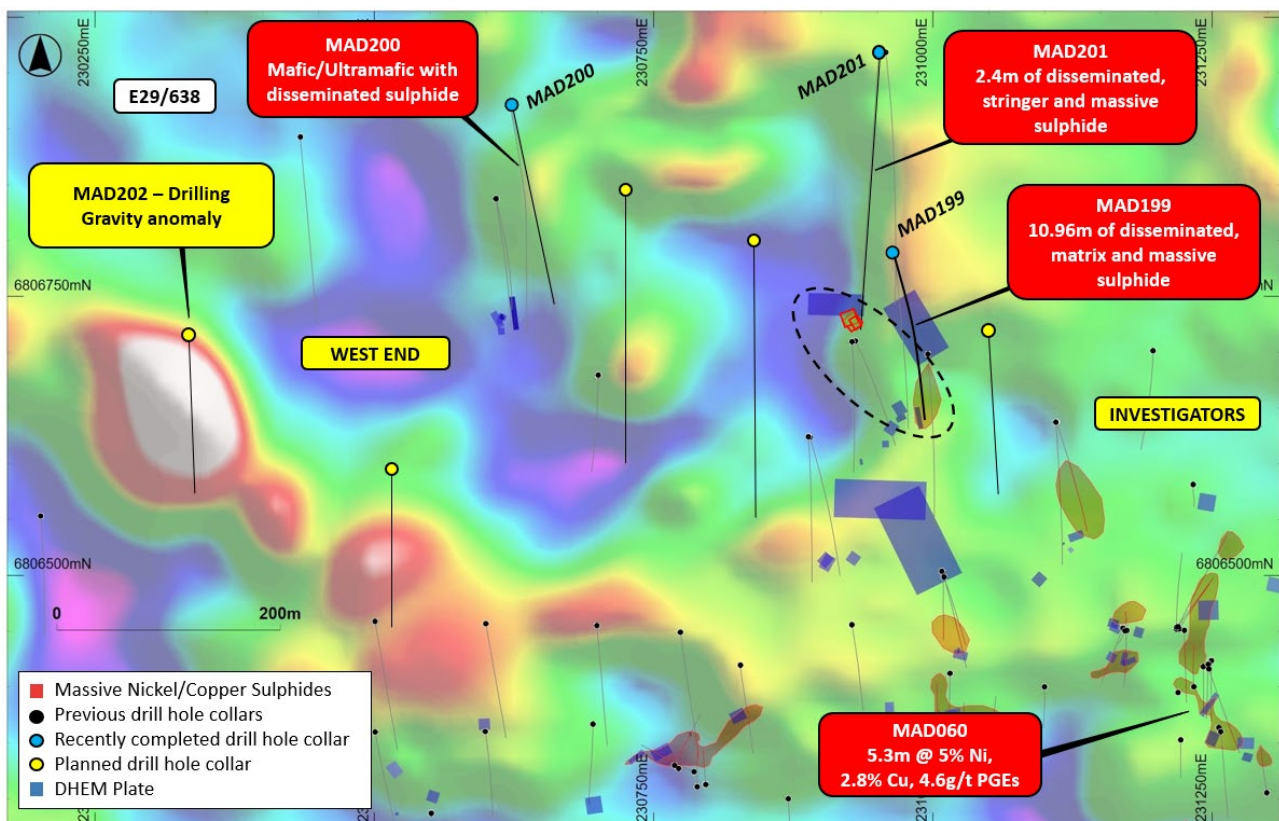 230250mE
230750mE
231000mE
231250mE
MAD200
Mafic/Ultramafic with
disseminated sulphide
MAD200
MAD201
MAD201
2.4m of disseminated,
stringer and massive
sulphide
E29/638
MAD202 – Drilling
Gravity anomaly
MAD199
MAD199
10.96m of disseminated,
matrix and massive
sulphide
6806750mN
WEST END
INVESTIGATORS
6806500mN
6806500mN
0
200m
Massive Nickel/Copper Sulphides
Previous drill hole collars
Recently completed drill hole collar
Planned drill hole collar
DHEM Plate
MAD060
5.3m @ 5% Ni,
2.8% Cu, 4.6g/t PGEs
230750mE
231000mE
231250mE